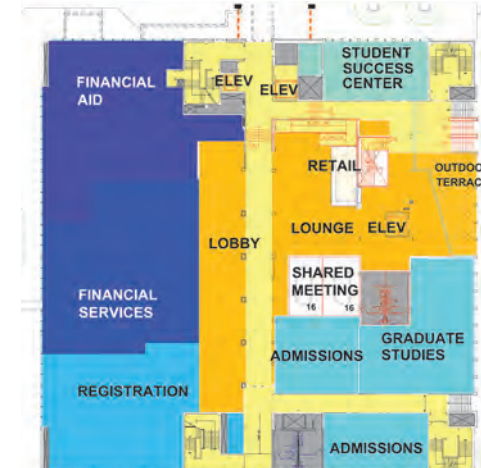 STUDENT
SUCCESS
CENTER
FINANCIAL
AID
ELEV
ELEV
RETAIL
OUTDOO
TERRAC
LOBBY
LOUNGE
ELEV
SHARED
MEETING
16
16
FINANCIAL
SERVICES
ADMISSIONS
GRADUATE
STUDIES
REGISTRATION
ADMISSIONS